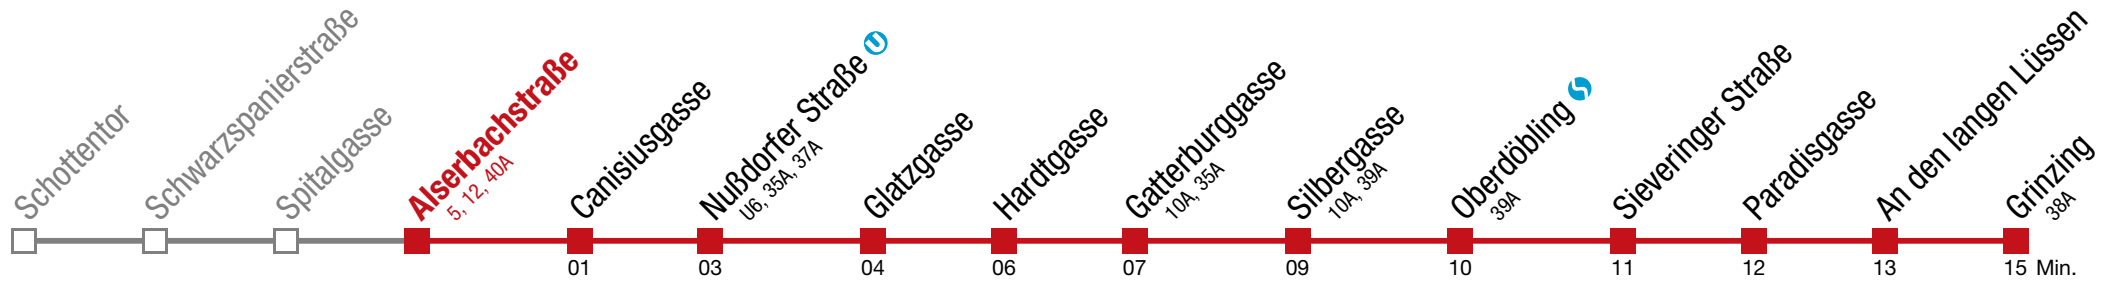 Schottentor
Schwarzspanierstraße
Spitalgasse
Alserbachstraße
5, 12, 40A
Canisiusgasse
Nußdorfer Straße U
U6, 35A, 37A
Glatzgasse
Hardtgasse
Gatterburggasse
10A, 35A
Silbergasse
10A, 39A
Oberdöbling
39A
Sieveringer Straße
Paradisgasse
An den langen Lüssen
Grinzing
38A
01 03 04 06 07 09 10 11 12 13 15 Min.